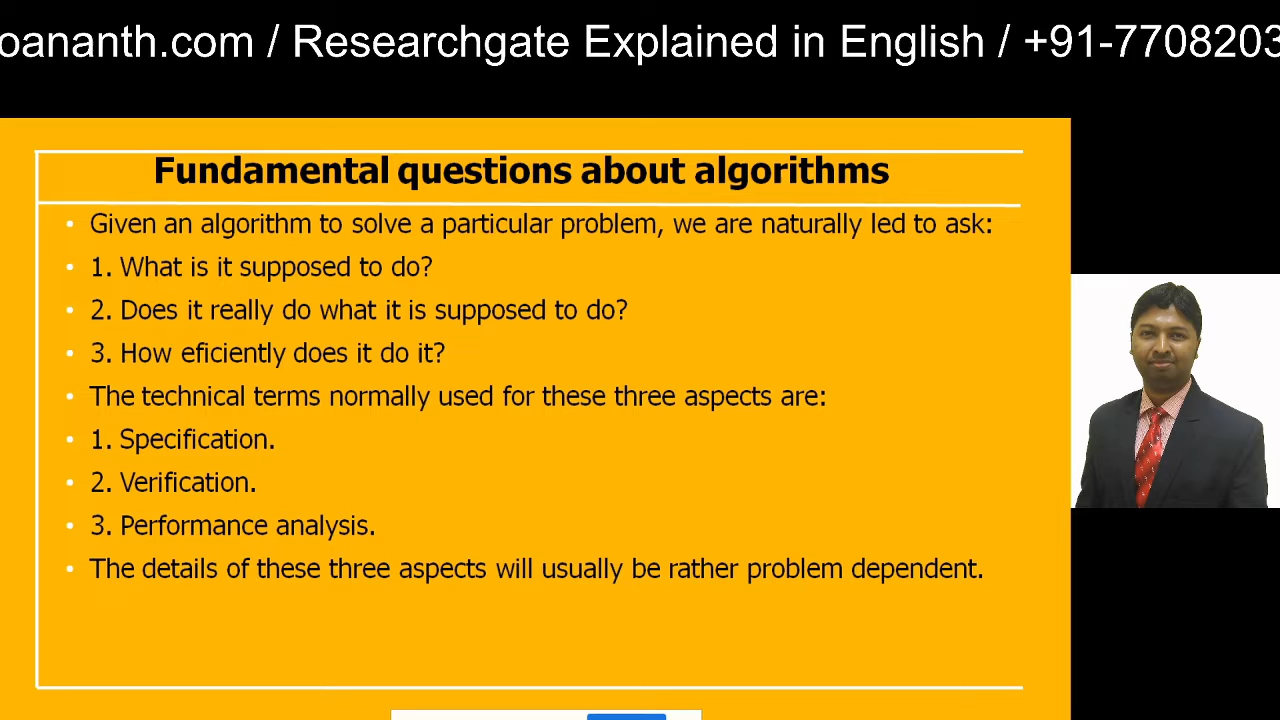 oananth.com / Researchgate Explained in English / +91-7708203
Fundamental questions about algorithms
• Given an algorithm to solve a particular problem, we are naturally led to ask:
• 1. What is it supposed to do?
• 2. Does it really do what it is supposed to do?
• 3. How eficiently does it do it?
• The technical terms normally used for these three aspects are:
• 1. Specification.
• 2. Verification.
• 3. Performance analysis.
• The details of these three aspects will usually be rather problem dependent.